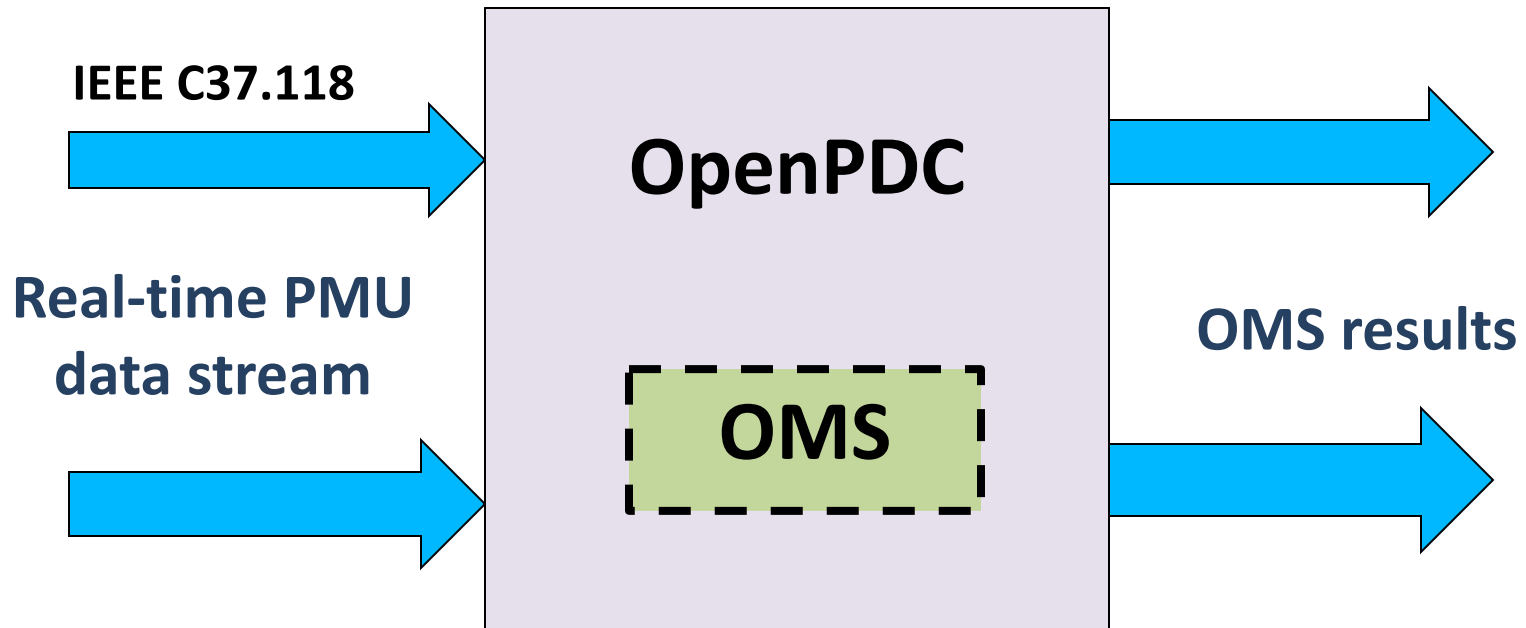 IEEE C37.118
OpenPDC
Real-time PMU
data stream
OMS results
OMS